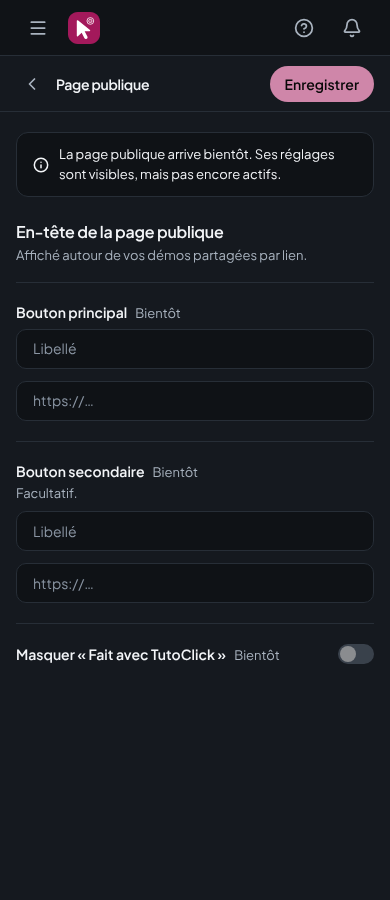 Page publique
Enregistrer
La page publique arrive bientôt. Ses réglages
sont visibles, mais pas encore actifs.
En-tête de la page publique
Affiché autour de vos démos partagées par lien.
Bouton principal Bientôt
Libellé
https://…
Bouton secondaire Bientôt
Facultatif.
Libellé
https://…
Masquer « Fait avec TutoClick » Bientôt